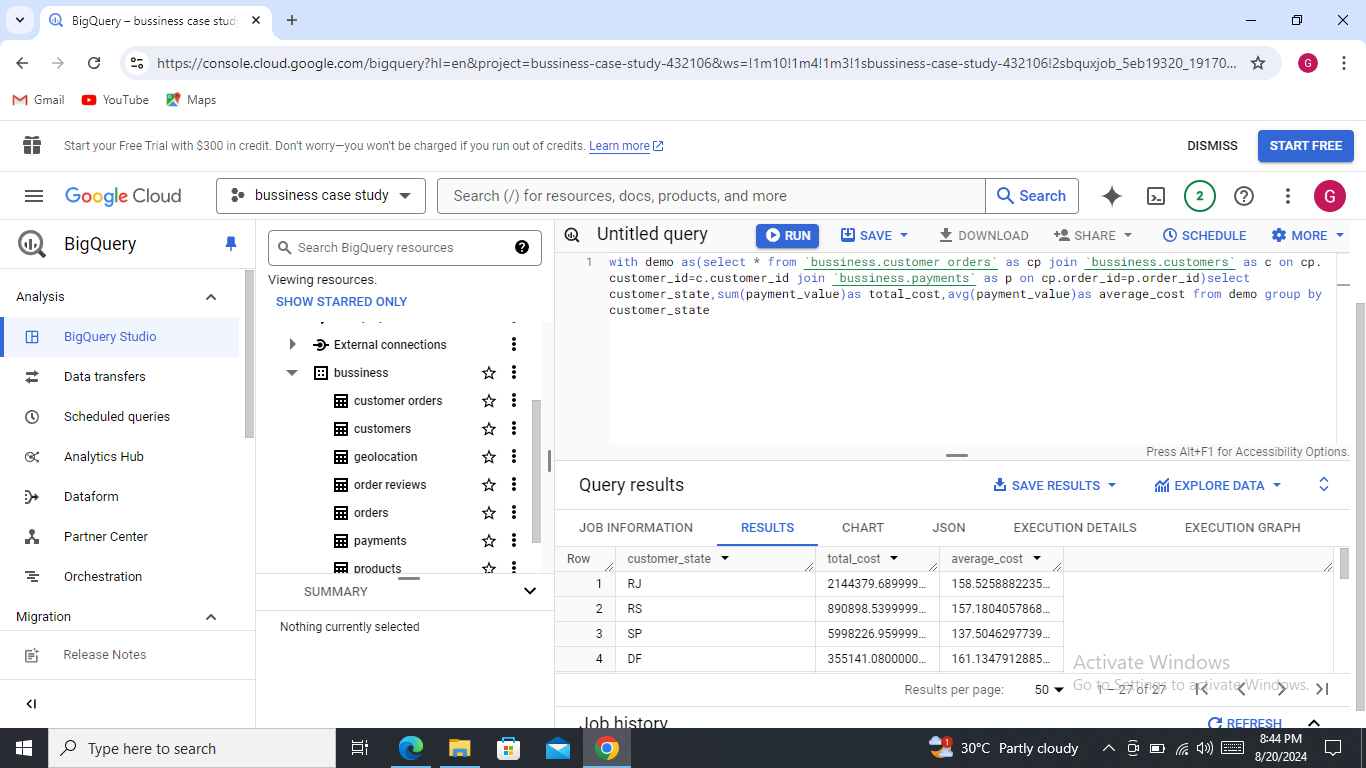 BigQuery – bussiness case stud
https://console.cloud.google.com/bigquery?hl=en&project=bussiness-case-study-432106&ws=!1m10!1m4!1m3!1sbussiness-case-study-432106!2sbquxjob_5eb19320_19170...
G
Gmail
YouTube
Maps
Start your Free Trial with $300 in credit. Don't worry—you won't be charged if you run out of credits. Learn more
DISMISS
START FREE
Google Cloud
bussiness case study
Search (/) for resources, docs, products, and more
Search
2
G
BigQuery
Analysis
BigQuery Studio
Data transfers
Scheduled queries
Analytics Hub
Dataform
Partner Center
Orchestration
Migration
Release Notes
Search BigQuery resources
Viewing resources.
SHOW STARRED ONLY
External connections
bussiness
customer orders
customers
geolocation
order reviews
orders
payments
products
SUMMARY
Nothing currently selected
Untitled query
RUN
SAVE
DOWNLOAD
SHARE
SCHEDULE
MORE
1 with demo as(select * from `bussiness.customer orders` as cp join `bussiness.customers` as c on cp.
customer_id=c.customer_id join `bussiness.payments` as p on cp.order_id=p.order_id)select
customer_state,sum(payment_value)as total_cost,avg(payment_value)as average_cost from demo group by
customer_state
Press Alt+F1 for Accessibility Options.
Query results
SAVE RESULTS
EXPLORE DATA
JOB INFORMATION
RESULTS
CHART
JSON
EXECUTION DETAILS
EXECUTION GRAPH
Row customer_state total_cost average_cost
1 RJ 2144379.689999... 158.5258882235...
2 RS 890898.5399999... 157.1804057868...
3 SP 5998226.959999... 137.5046297739...
4 DF 355141.0800000... 161.1347912885...
Activate Windows
Go to Settings to activate Windows.
Results per page: 50 1 – 27 of 27
Job history
REFRESH
Type here to search
1
30°C Partly cloudy
8:44 PM
8/20/2024